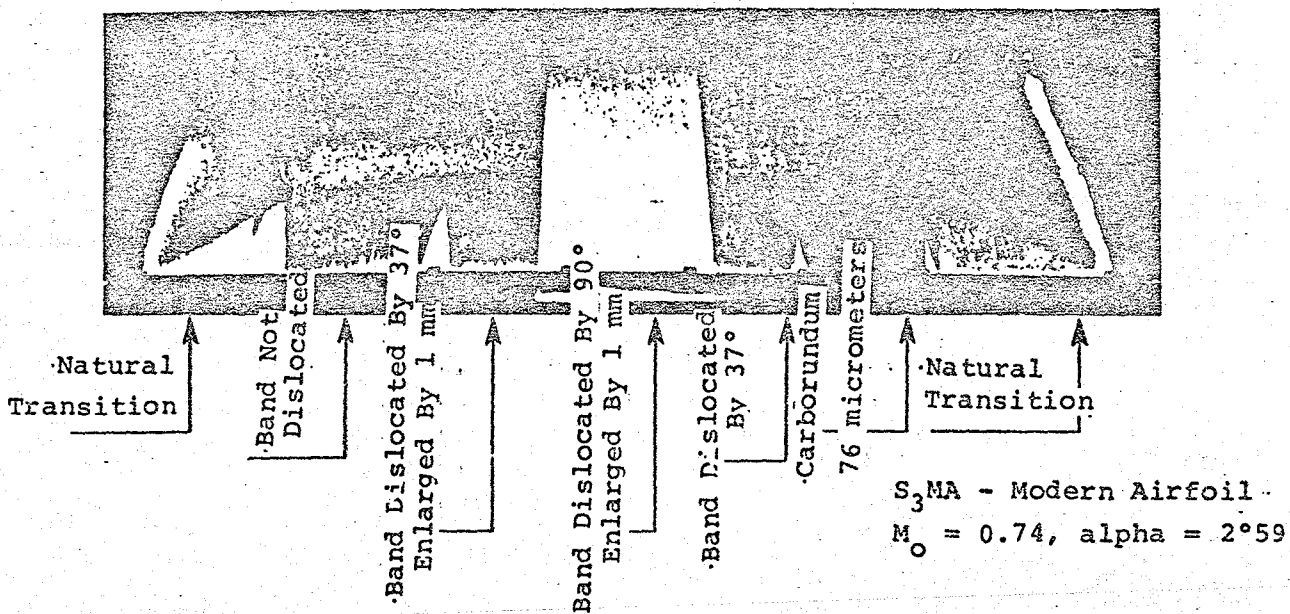 ·Natural
Transition
·Band Not
Dislocated
·Band Dislocated By 37°
Enlarged By 1 mm
Band Dislocated By 90°
Enlarged By 1 mm
·Band Dislocated
By 37°
·Carborundum
76 micrometers
·Natural
Transition
S₃MA - Modern Airfoil
Mₒ = 0.74, alpha = 2°59